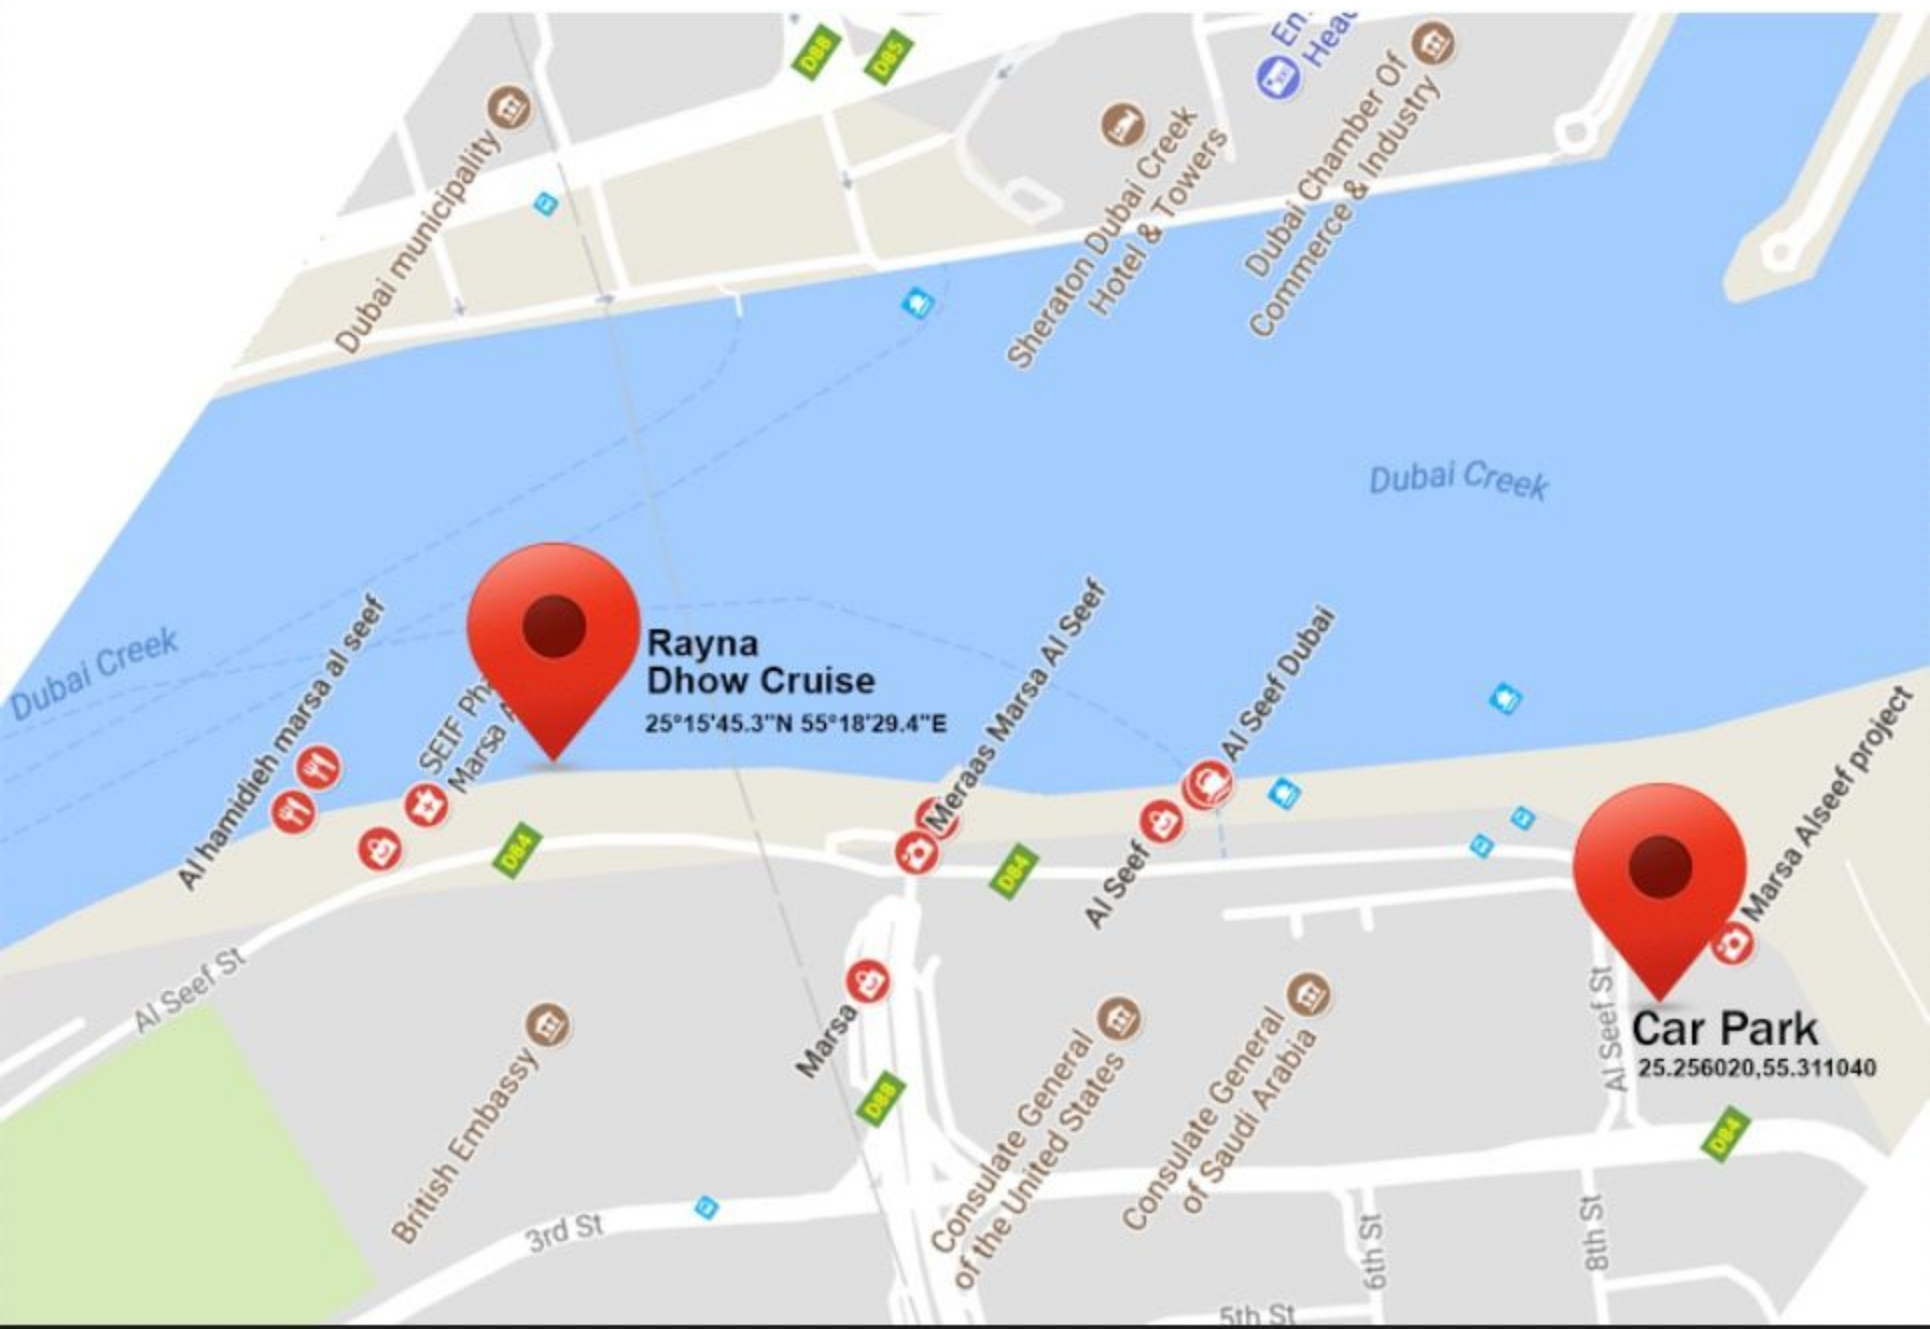 D88
D85
En
Head
Dubai municipality
Sheraton Dubai Creek
Hotel & Towers
Dubai Chamber Of
Commerce & Industry
Dubai Creek
Dubai Creek
Al hamidieh marsa al seef
SEIF Pha
Marsa A
Rayna
Dhow Cruise
25°15'45.3"N 55°18'29.4"E
Meraas Marsa Al Seef
Al Seef Dubai
Al Seef
Marsa Alseef project
D84
D84
Al Seef St
British Embassy
Marsa
D88
Consulate General
of the United States
Consulate General
of Saudi Arabia
Al Seef St
Car Park
25.256020,55.311040
D84
3rd St
6th St
8th St
5th St